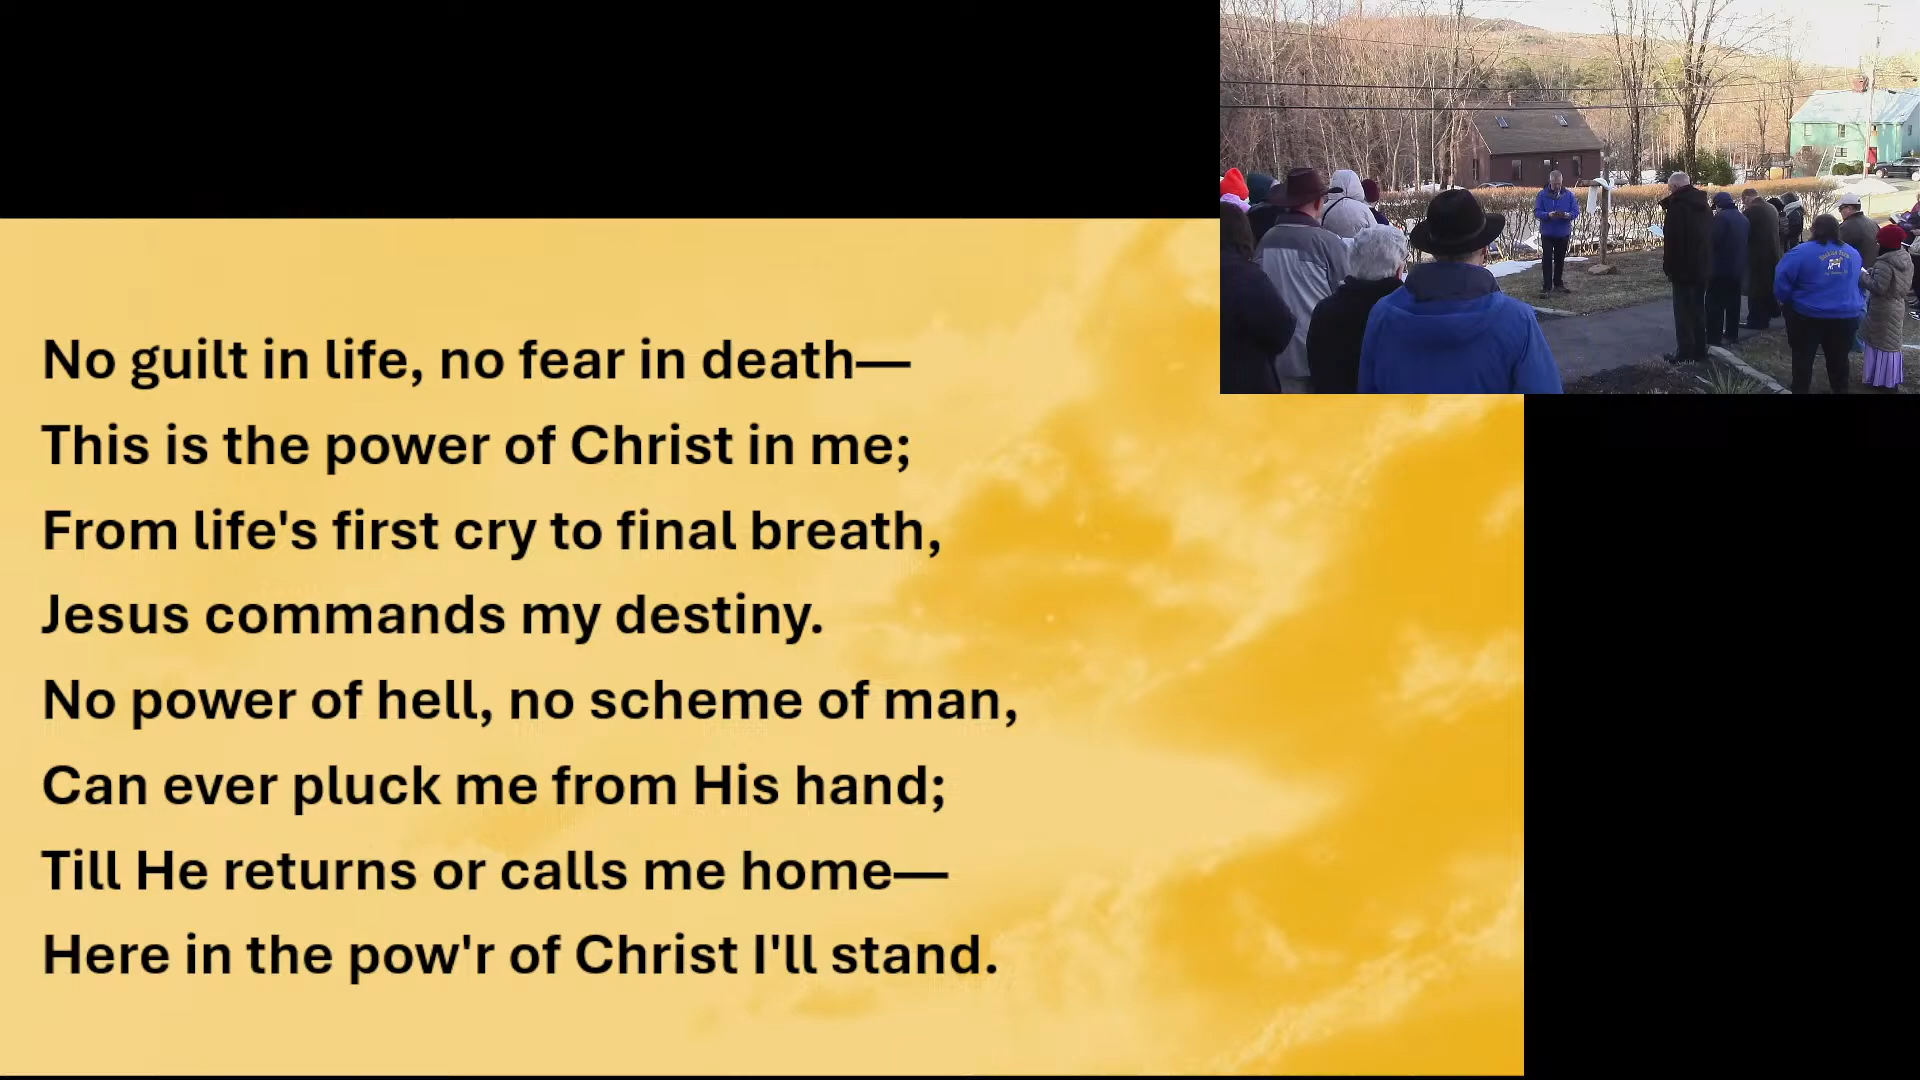 No guilt in life, no fear in death—
This is the power of Christ in me;
From life's first cry to final breath,
Jesus commands my destiny.
No power of hell, no scheme of man,
Can ever pluck me from His hand;
Till He returns or calls me home—
Here in the pow'r of Christ I'll stand.